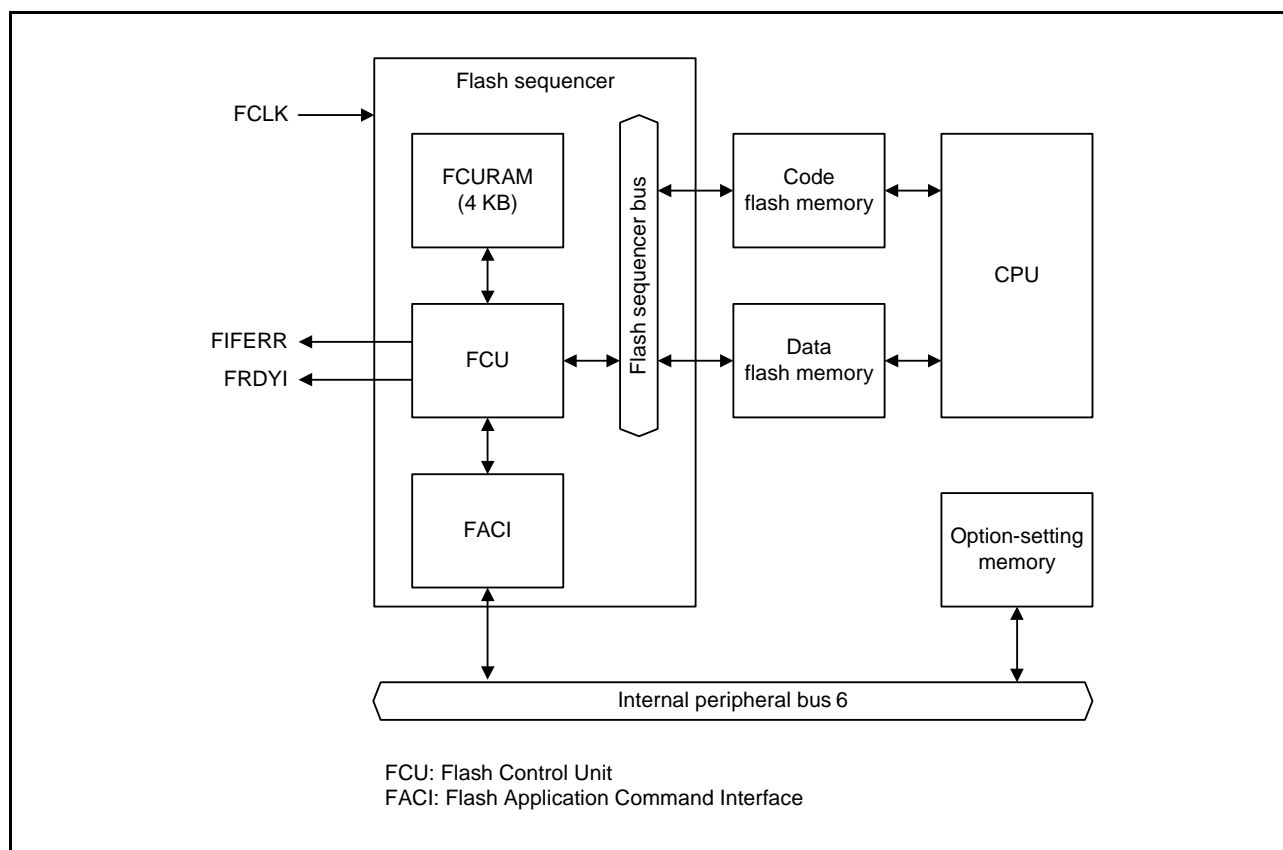 Flash sequencer
FCLK
FCURAM
(4 KB)
Flash sequencer bus
Code
flash memory
CPU
FIFERR
FRDYI
FCU
Data
flash memory
FACI
Option-setting
memory
Internal peripheral bus 6
FCU: Flash Control Unit
FACI: Flash Application Command Interface